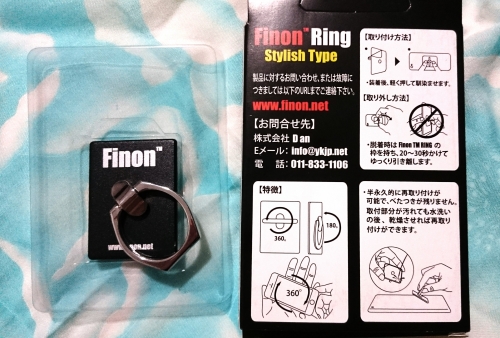 Finon™
www.finon.net
Finon™ Ring
Stylish Type
製品に対するお問い合わせ、または故障に
つきましては以下のURLまでご連絡下さい。
www.finon.net
【お問合せ先】
株式会社 D an
Eメール： info@ykjp.net
電 話： 011-833-1106
【特徴】
360。
180。
360°
【取り付け方法】
・装着後、軽く押して馴染ませます。
【取り外し方法】
・脱着時は Finon TM RING の
枠を持ち、20〜30秒かけて
ゆっくり引き離します。
・半永久的に再取り付けが
可能で、べたつきが残りません。
取付部分が汚れても水洗い
の後、乾燥させれば再取り
付けができます。